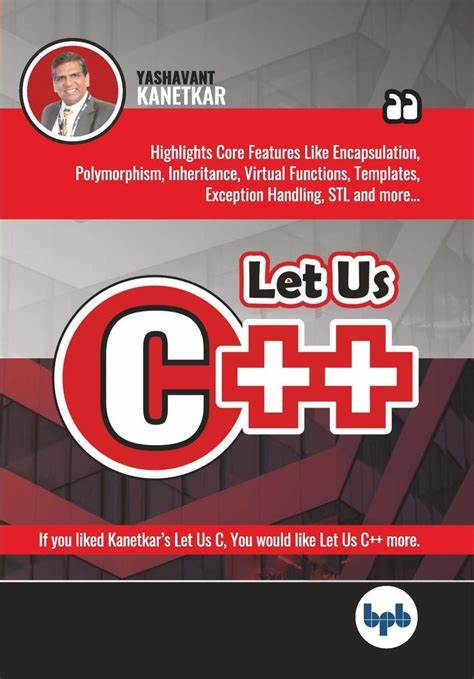 YASHAVANT
KANETKAR
Highlights Core Features Like Encapsulation,
Polymorphism, Inheritance, Virtual Functions, Templates,
Exception Handling, STL and more...
Let Us
C++
If you liked Kanetkar's Let Us C, You would like Let Us C++ more.
bpb